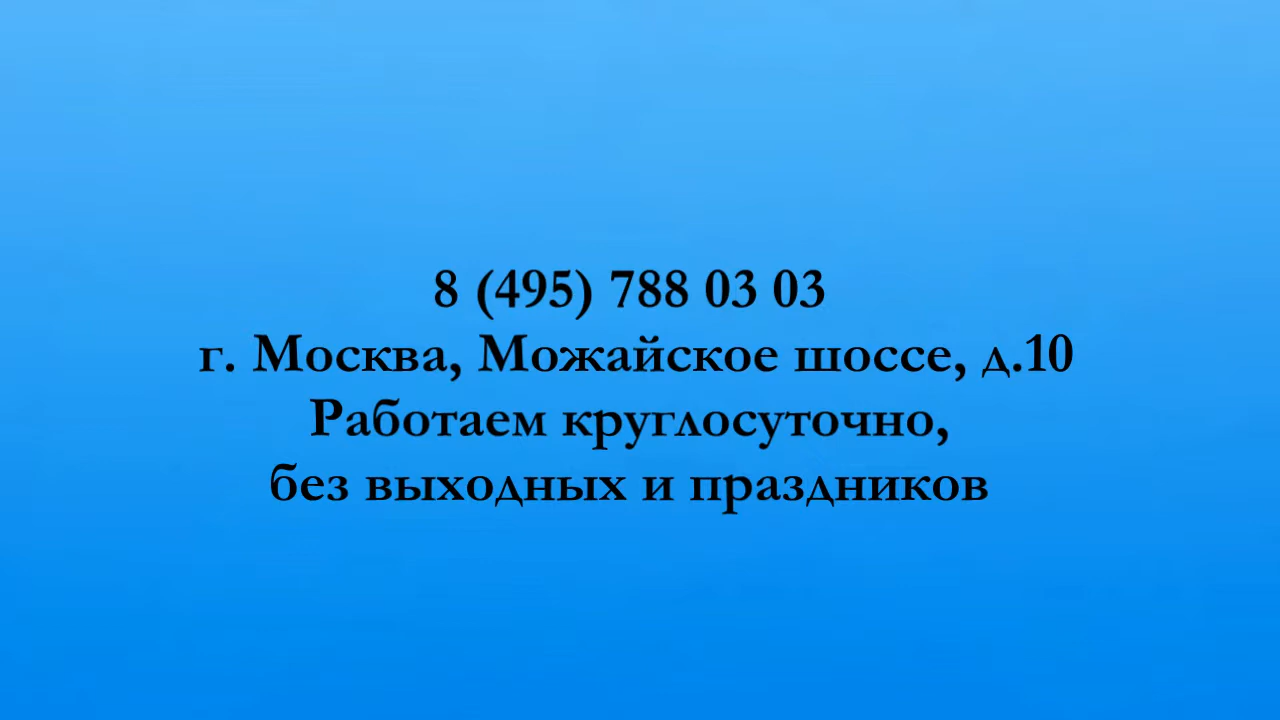 8 (495) 788 03 03
г. Москва, Можайское шоссе, д.10
Работаем круглосуточно,
без выходных и праздников